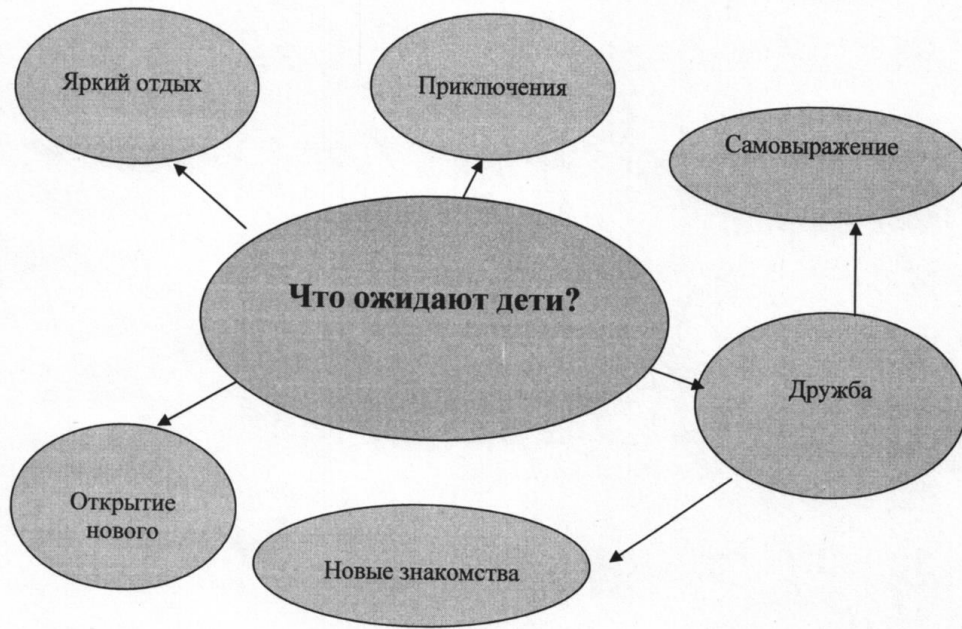 Яркий отдых
Приключения
Самовыражение
Что ожидают дети?
Дружба
Открытие
нового
Новые знакомства